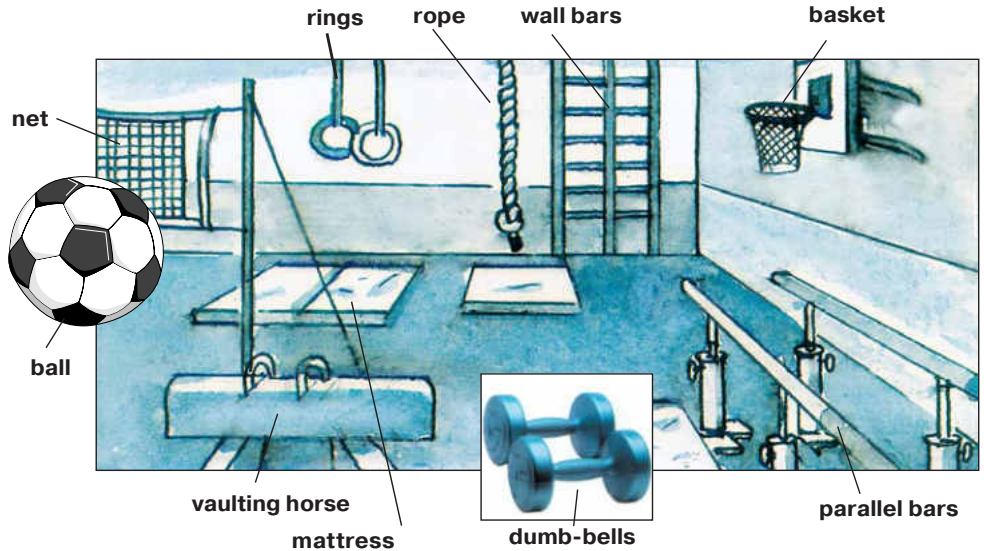 rings
rope
wall bars
basket
net
ball
vaulting horse
mattress
dumb-bells
parallel bars